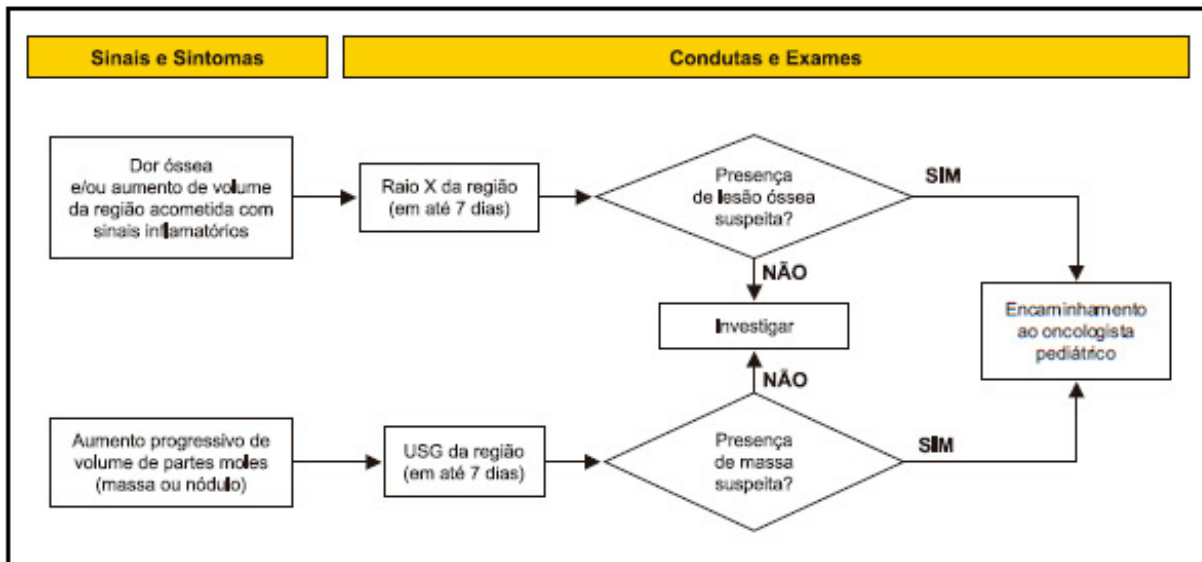 Sinais e Sintomas
Condutas e Exames
Dor óssea
e/ou aumento de volume
da região acometida com
sinais inflamatórios
Raio X da região
(em até 7 dias)
Presença
de lesão óssea
suspeita?
SIM
NÃO
Investigar
Encaminhamento
ao oncologista
pediátrico
NÃO
Aumento progressivo de
volume de partes moles
(massa ou nódulo)
USG da região
(em até 7 dias)
Presença
de massa
suspeita?
SIM